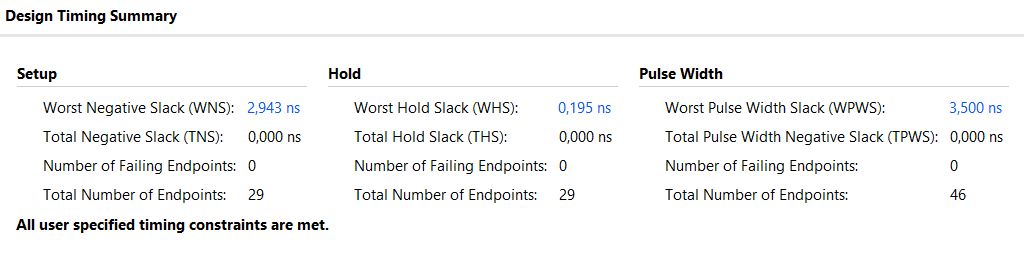 Design Timing Summary
Setup
Worst Negative Slack (WNS): 2,943 ns
Total Negative Slack (TNS): 0,000 ns
Number of Failing Endpoints: 0
Total Number of Endpoints: 29
Hold
Worst Hold Slack (WHS): 0,195 ns
Total Hold Slack (THS): 0,000 ns
Number of Failing Endpoints: 0
Total Number of Endpoints: 29
Pulse Width
Worst Pulse Width Slack (WPWS): 3,500 ns
Total Pulse Width Negative Slack (TPWS): 0,000 ns
Number of Failing Endpoints: 0
Total Number of Endpoints: 46
All user specified timing constraints are met.